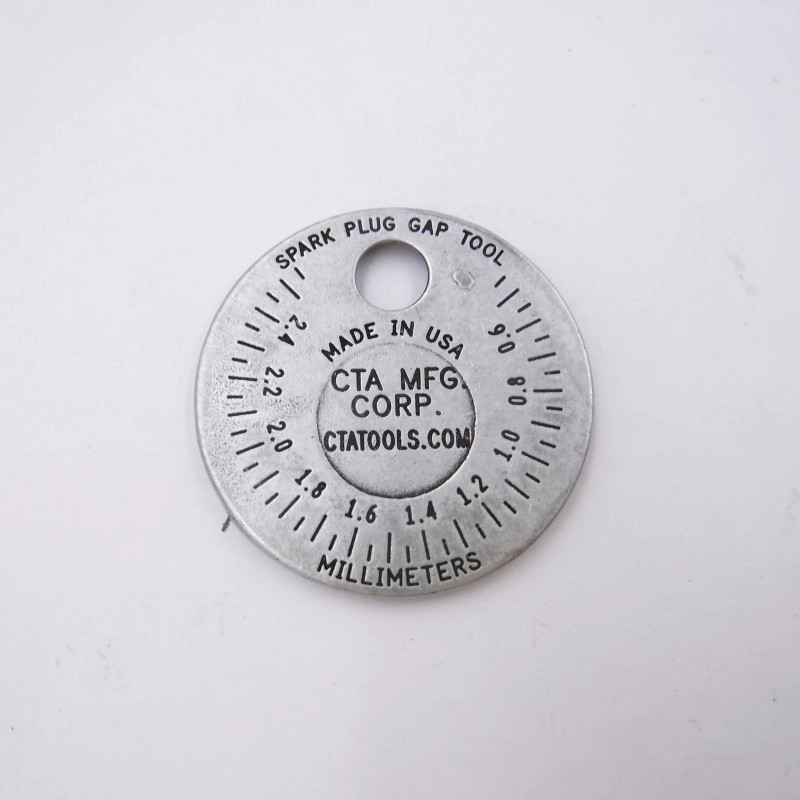 SPARK PLUG GAP TOOL
MADE IN USA
CTA MFG.
CORP.
CTATOOLS.COM
0.6
0.8
1.0
1.2
1.4
1.6
1.8
2.0
2.2
2.4
MILLIMETERS